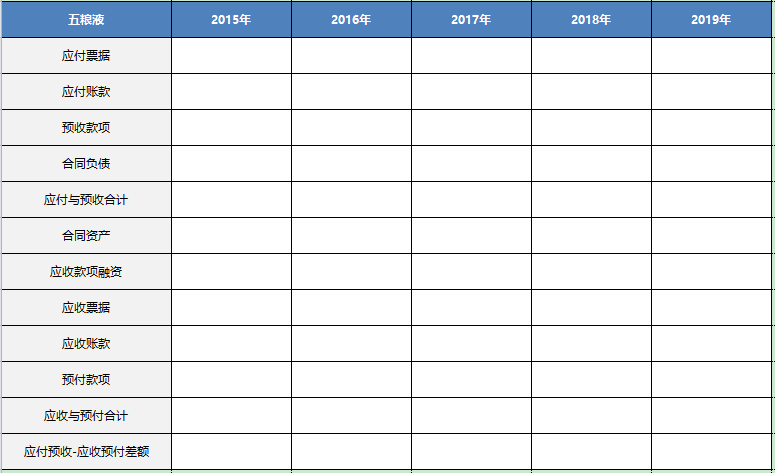 五粮液 2015年 2016年 2017年 2018年 2019年
应付票据
应付账款
预收款项
合同负债
应付与预收合计
合同资产
应收款项融资
应收票据
应收账款
预付款项
应收与预付合计
应付预收-应收预付差额